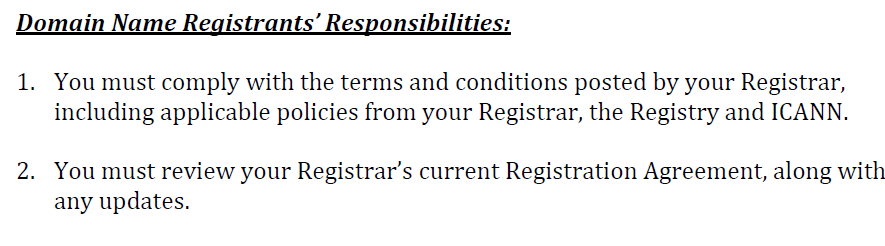 Domain Name Registrants’ Responsibilities:
1. You must comply with the terms and conditions posted by your Registrar,
including applicable policies from your Registrar, the Registry and ICANN.
2. You must review your Registrar’s current Registration Agreement, along with
any updates.